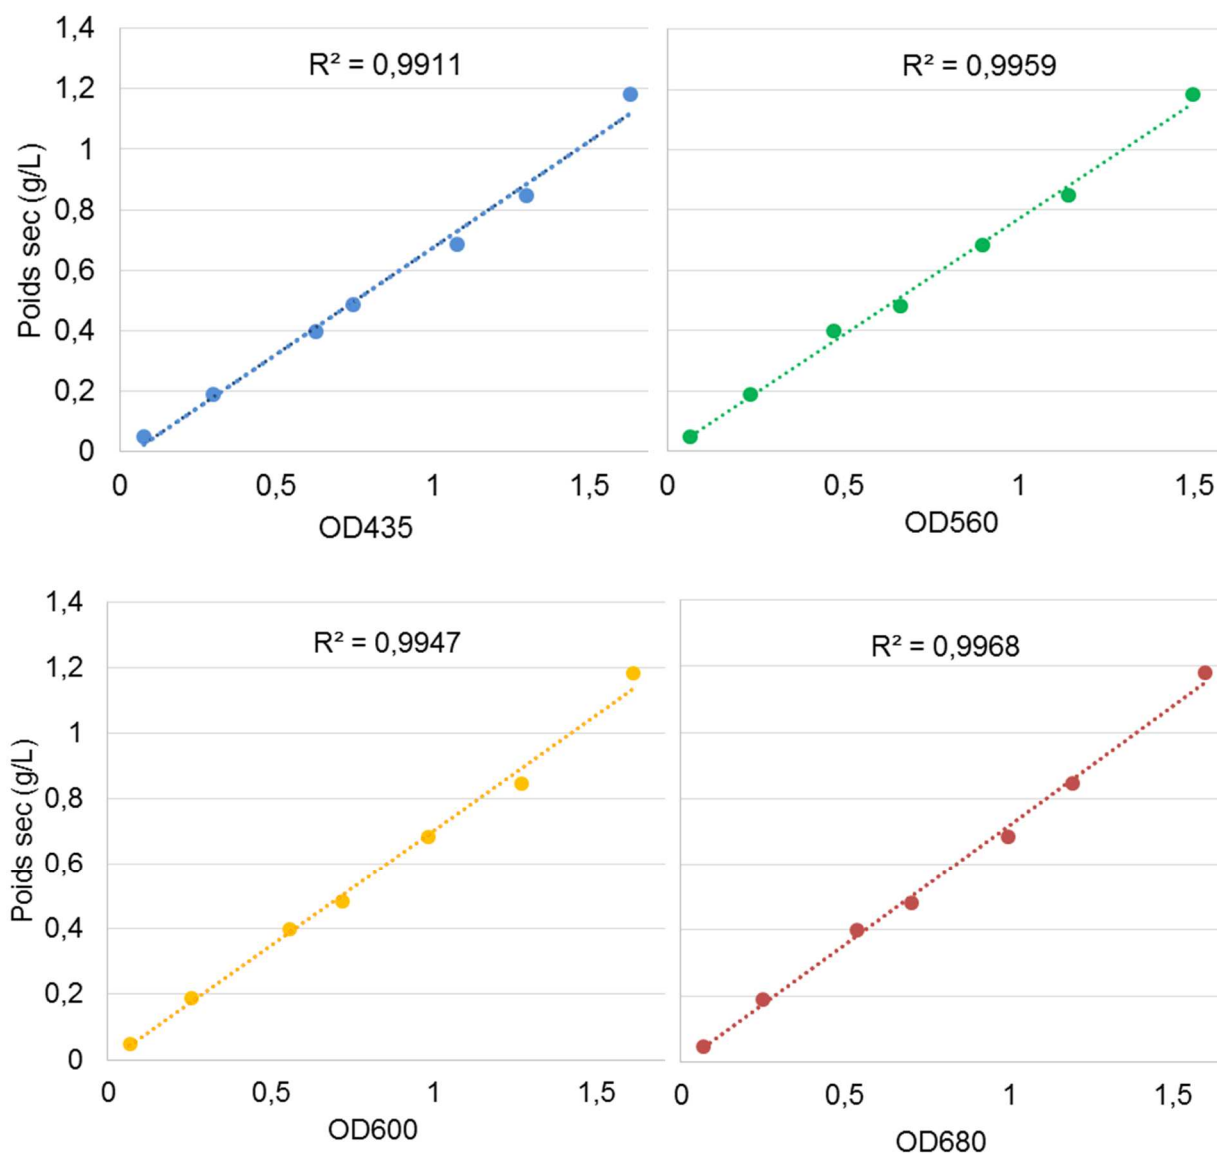 1,4
1,2
1
0,8
0,6
0,4
0,2
0
Poids sec (g/L)
R² = 0,9911
0 0,5 1 1,5
OD435
R² = 0,9959
0 0,5 1 1,5
OD560
1,4
1,2
1
0,8
0,6
0,4
0,2
0
Poids sec (g/L)
R² = 0,9947
0 0,5 1 1,5
OD600
R² = 0,9968
0 0,5 1 1,5
OD680